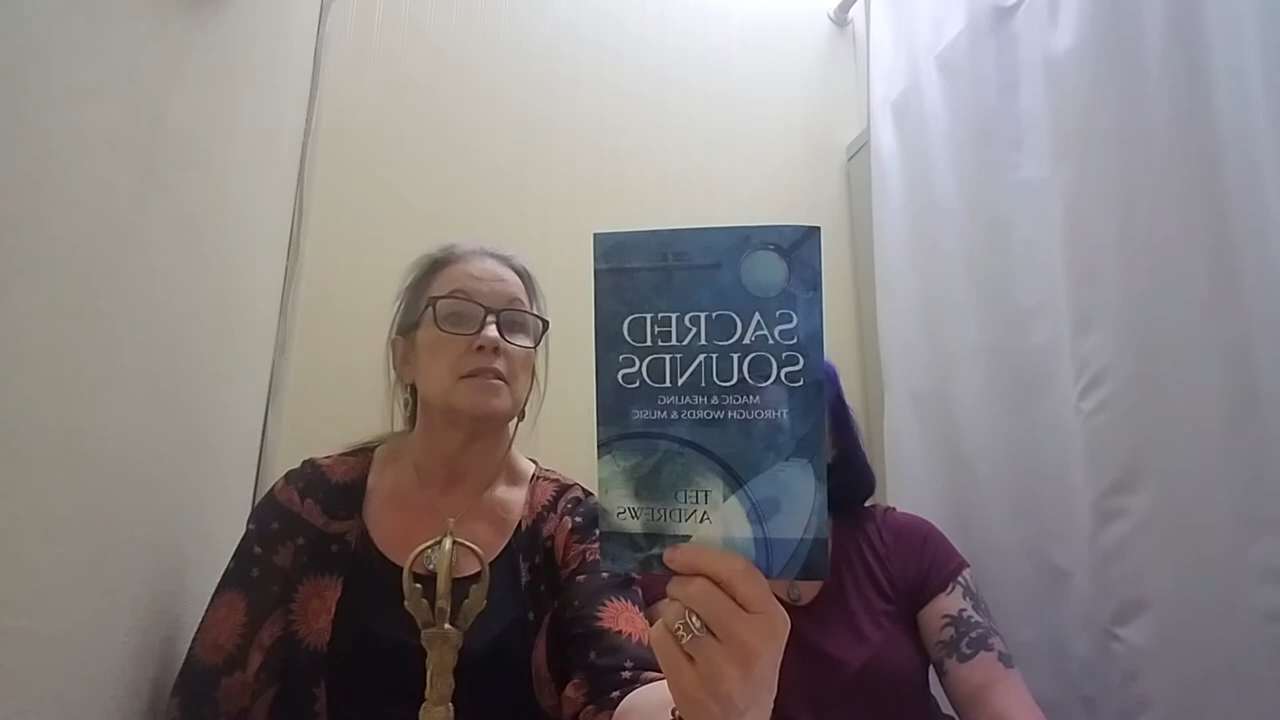 SACRED
SOUNDS
MAGIC & HEALING
THROUGH WORDS & MUSIC
TED
ANDREWS